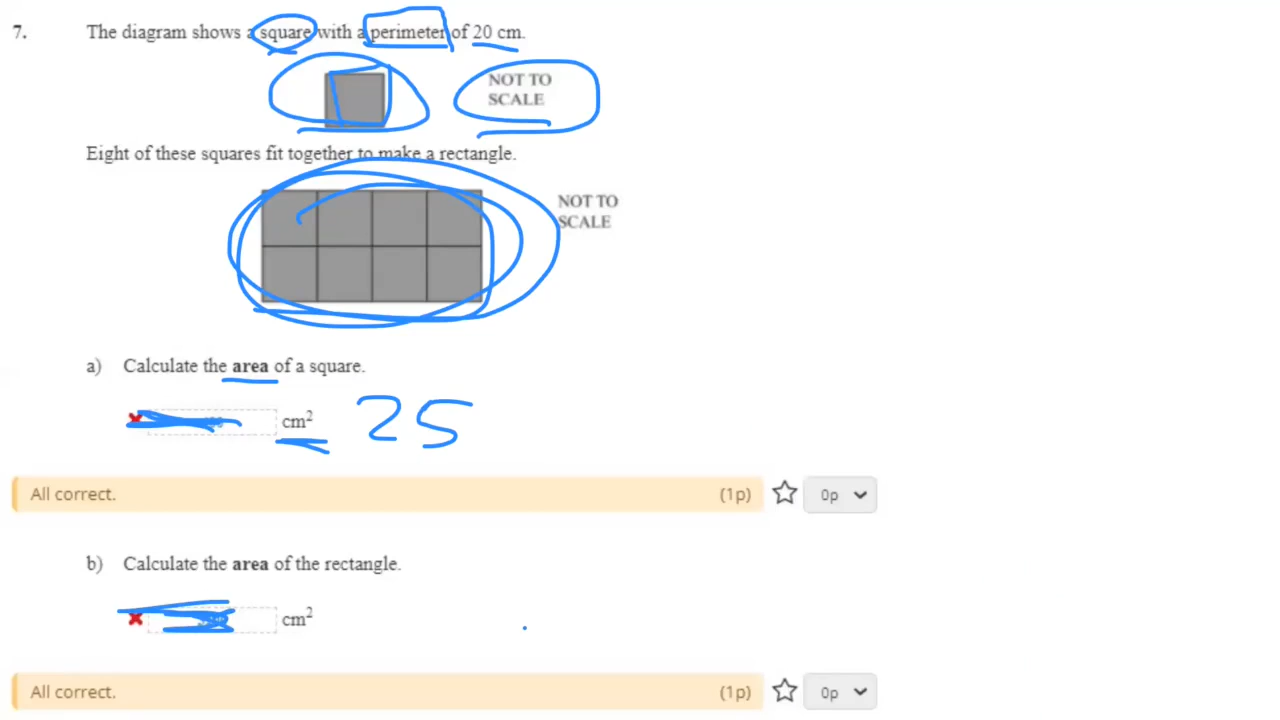 7. The diagram shows a square with a perimeter of 20 cm.
NOT TO
SCALE
Eight of these squares fit together to make a rectangle.
NOT TO
SCALE
a) Calculate the area of a square.
cm² 25
All correct. (1p) 0p
b) Calculate the area of the rectangle.
cm²
All correct. (1p) 0p